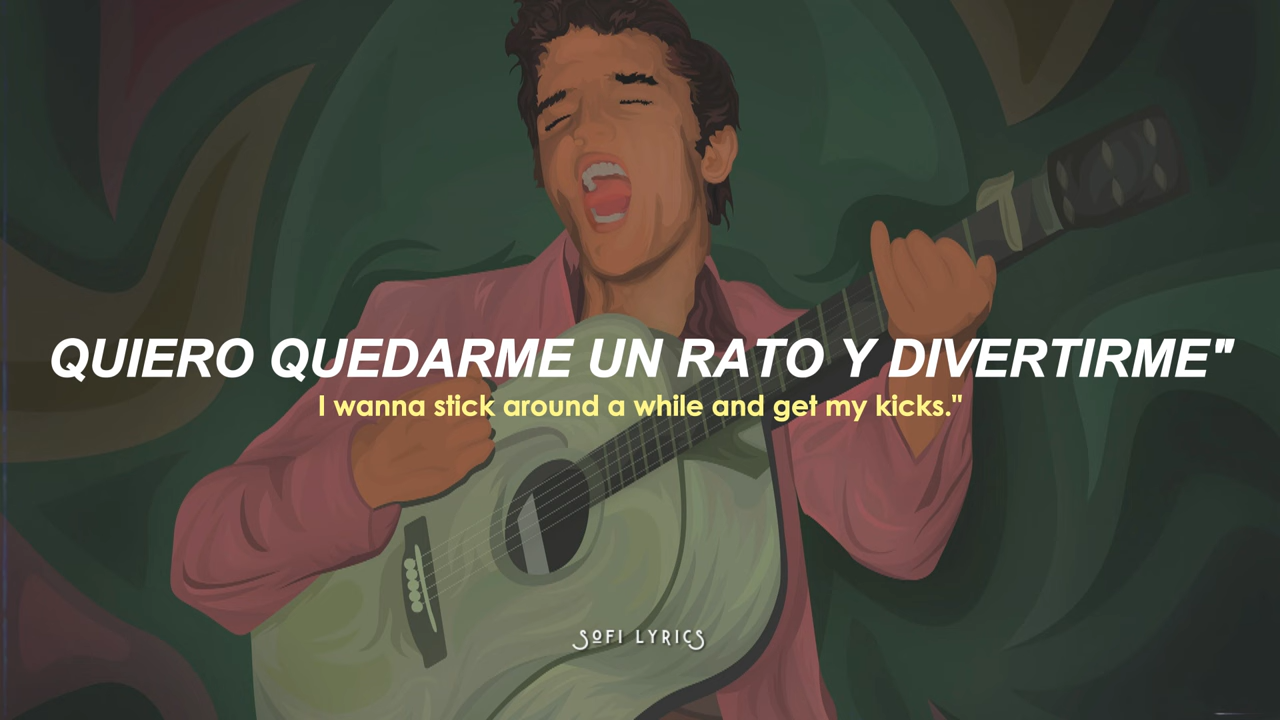 QUIERO QUEDARME UN RATO Y DIVERTIRME"
I wanna stick around a while and get my kicks."
SOFI LYRICS